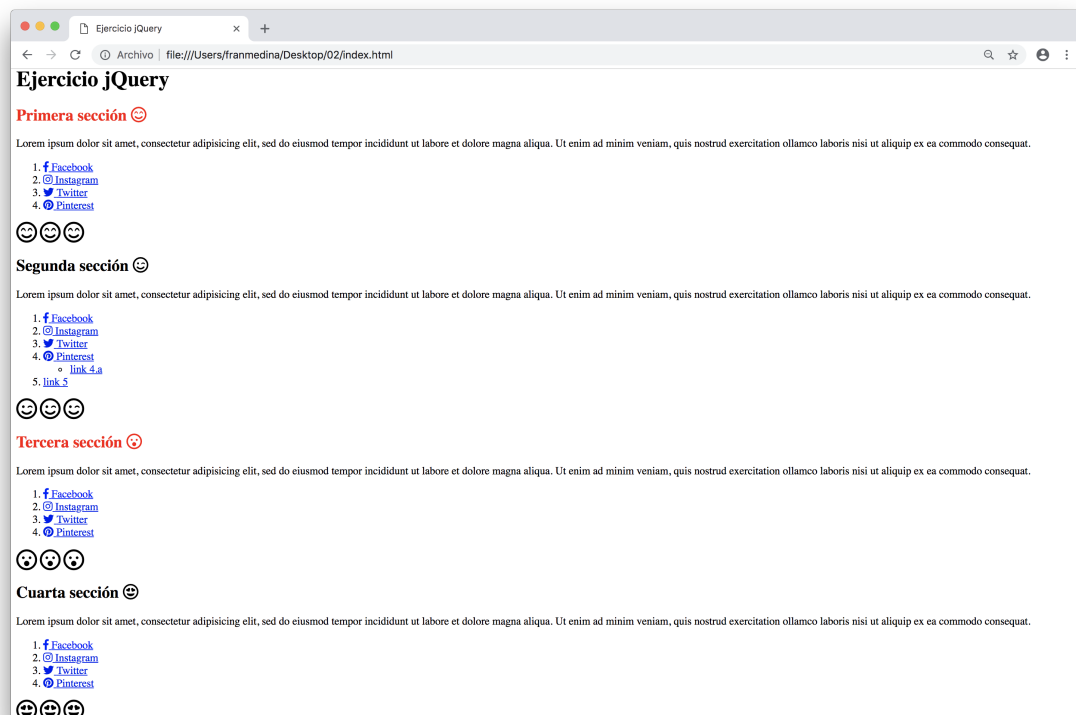 Ejercicio jQuery
Archivo file:///Users/franmedina/Desktop/02/index.html
Ejercicio jQuery
Primera sección
Lorem ipsum dolor sit amet, consectetur adipisicing elit, sed do eiusmod tempor incididunt ut labore et dolore magna aliqua. Ut enim ad minim veniam, quis nostrud exercitation ollamco laboris nisi ut aliquip ex ea commodo consequat.
1. Facebook
2. Instagram
3. Twitter
4. Pinterest
Segunda sección
Lorem ipsum dolor sit amet, consectetur adipisicing elit, sed do eiusmod tempor incididunt ut labore et dolore magna aliqua. Ut enim ad minim veniam, quis nostrud exercitation ollamco laboris nisi ut aliquip ex ea commodo consequat.
1. Facebook
2. Instagram
3. Twitter
4. Pinterest
link 4.a
5. link 5
Tercera sección
Lorem ipsum dolor sit amet, consectetur adipisicing elit, sed do eiusmod tempor incididunt ut labore et dolore magna aliqua. Ut enim ad minim veniam, quis nostrud exercitation ollamco laboris nisi ut aliquip ex ea commodo consequat.
1. Facebook
2. Instagram
3. Twitter
4. Pinterest
Cuarta sección
Lorem ipsum dolor sit amet, consectetur adipisicing elit, sed do eiusmod tempor incididunt ut labore et dolore magna aliqua. Ut enim ad minim veniam, quis nostrud exercitation ollamco laboris nisi ut aliquip ex ea commodo consequat.
1. Facebook
2. Instagram
3. Twitter
4. Pinterest